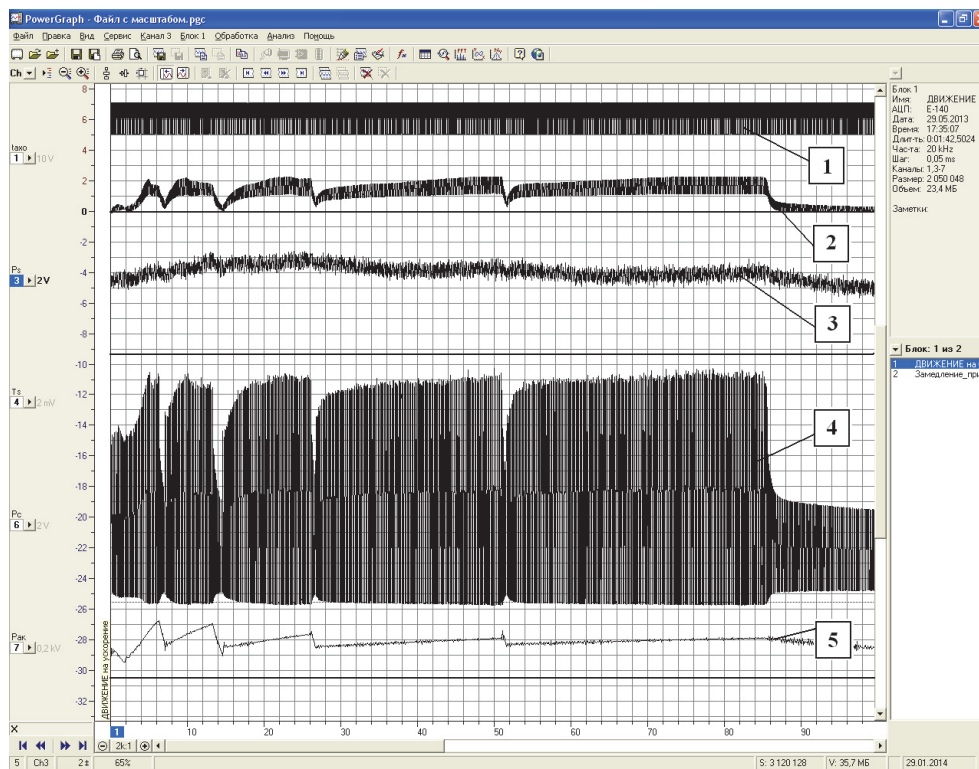 PowerGraph - Файл с масштабом.pgc
Файл Правка Вид Сервис Канал 3 Блок 1 Обработка Анализ Помощь
Ch
Блок 1
Имя: ДВИЖЕНИЕ
АЦП: E-140
Дата: 29.05.2013
Время: 17:35:07
Длит-ть: 0:01:42,5024
Час-та: 20 kHz
Шаг: 0,05 ms
Каналы: 1,3-7
Размер: 2 050 048
Объем: 23,4 МБ
Заметки:
8
6
4
2
0
-2
-4
-6
-8
-10
-12
-14
-16
-18
-20
-22
-24
-26
-28
-30
-32
taxo
1 10 V
Ps
3 2 V
Ts
4 2 mV
Pc
6 2 V
Рак
7 0,2 kV
1
2
3
4
5
ДВИЖЕНИЕ на ускорение
Блок: 1 из 2
1 ДВИЖЕНИЕ на
2 Замедление_при
1 10 20 30 40 50 60 70 80 90
X
2k:1
5 Ch3 2 65% S: 3 120 128 V: 35,7 МБ 29.01.2014